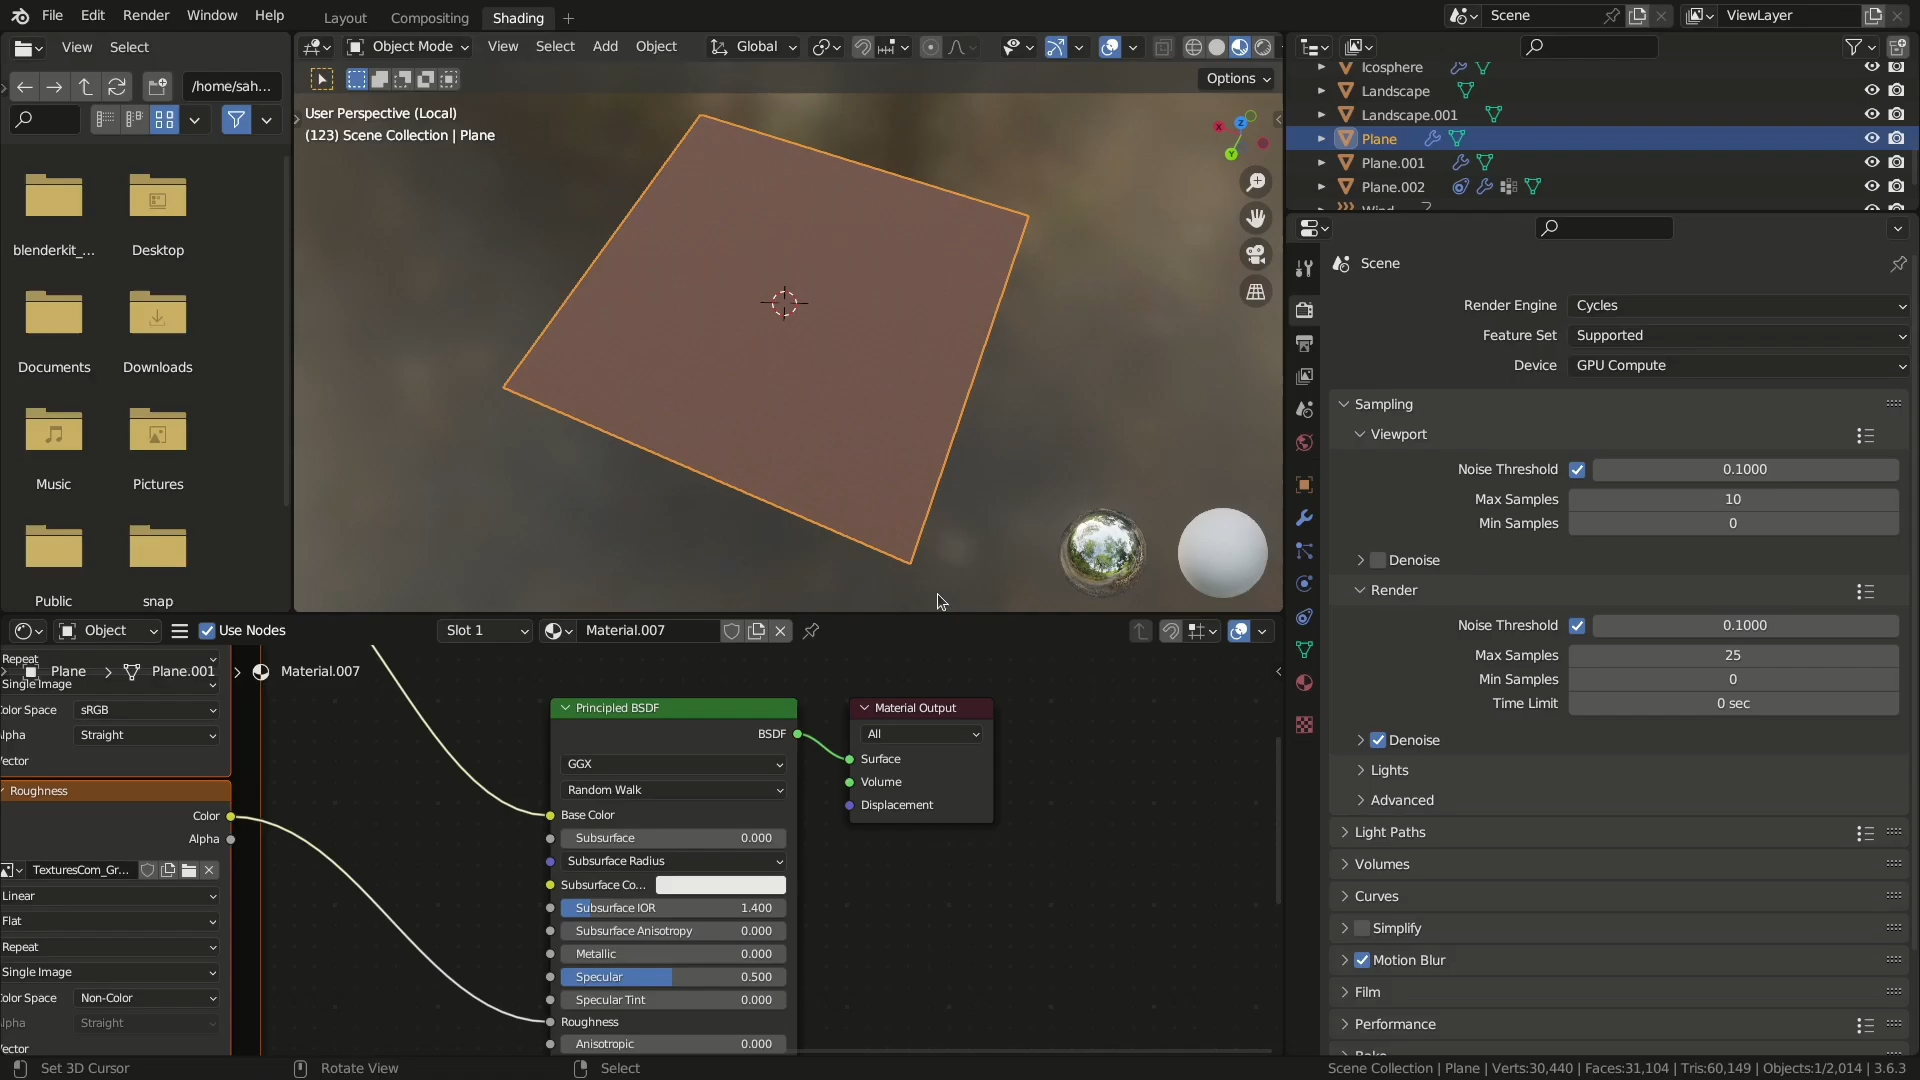 File Edit Render Window Help
Layout Compositing Shading
Scene
ViewLayer
View Select
/home/sah...
blenderkit_...
Desktop
Documents
Downloads
Music
Pictures
Public
snap
Object Mode View Select Add Object Global
Options
User Perspective (Local)
(123) Scene Collection | Plane
X
Z
Y
Icosphere
Landscape
Landscape.001
Plane
Plane.001
Plane.002
Wind
Scene
Render Engine Cycles
Feature Set Supported
Device GPU Compute
Sampling
Viewport
Noise Threshold 0.1000
Max Samples 10
Min Samples 0
Denoise
Render
Noise Threshold 0.1000
Max Samples 25
Min Samples 0
Time Limit 0 sec
Denoise
Lights
Advanced
Light Paths
Volumes
Curves
Simplify
Motion Blur
Film
Performance
Object Use Nodes Slot 1 Material.007
Repeat
Plane > Plane.001 > Material.007
Single Image
olor Space sRGB
lpha Straight
ector
Roughness
Color
Alpha
TexturesCom_Gr...
Linear
Flat
Repeat
Single Image
olor Space Non-Color
lpha Straight
ector
Principled BSDF
BSDF
GGX
Random Walk
Base Color
Subsurface 0.000
Subsurface Radius
Subsurface Co...
Subsurface IOR 1.400
Subsurface Anisotropy 0.000
Metallic 0.000
Specular 0.500
Specular Tint 0.000
Roughness
Anisotropic 0.000
Material Output
All
Surface
Volume
Displacement
Set 3D Cursor
Rotate View
Select
Scene Collection | Plane | Verts:30,440 | Faces:31,104 | Tris:60,149 | Objects:1/2,014 | 3.6.3